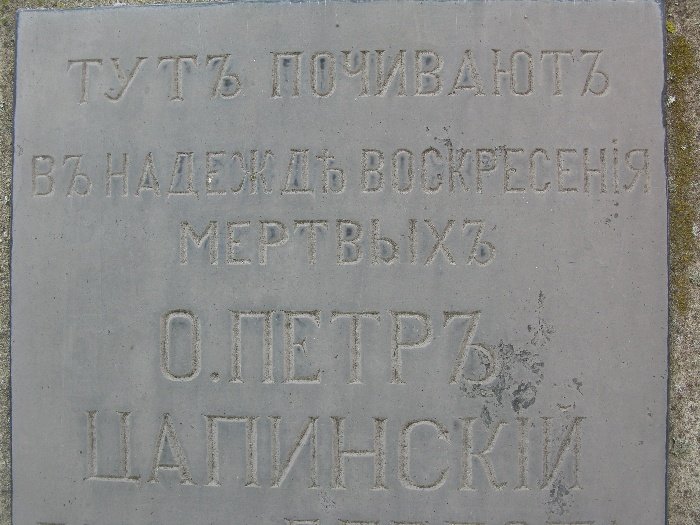 ТУТЪ ПОЧИВАЮТЪ
ВЪ НАДЕЖДѢ ВОСКРЕСЕНІЯ
МЕРТВЫХЪ
О. ПЕТРЪ
ЦАПИНСКІЙ